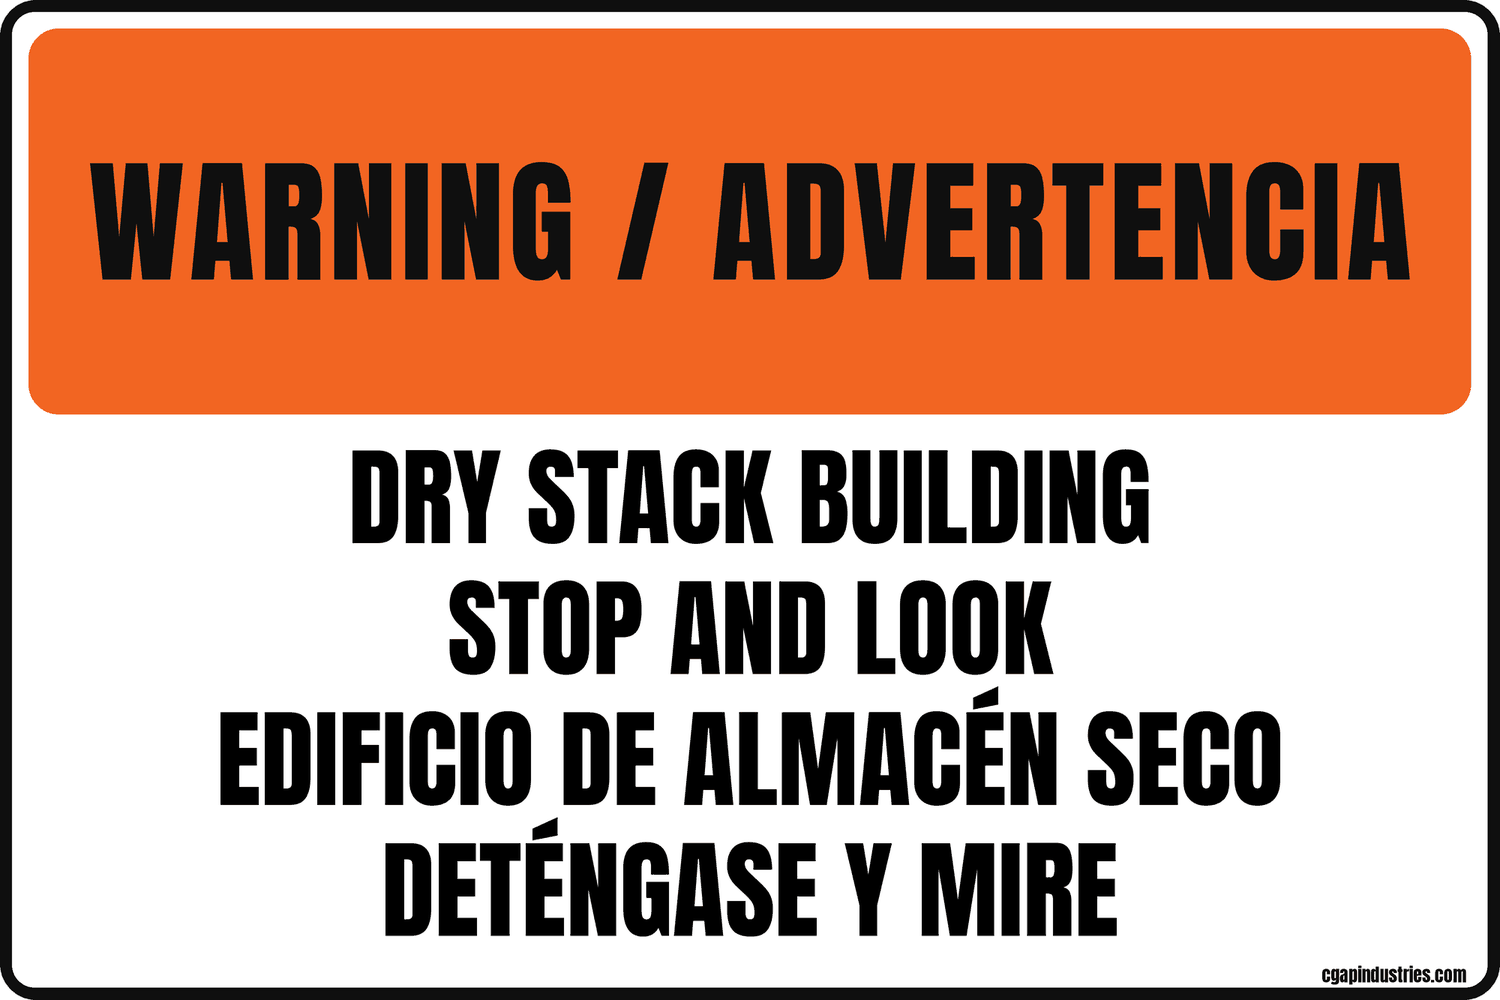 WARNING / ADVERTENCIA
DRY STACK BUILDING
STOP AND LOOK
EDIFICIO DE ALMACÉN SECO
DETÉNGASE Y MIRE
cgapindustries.com